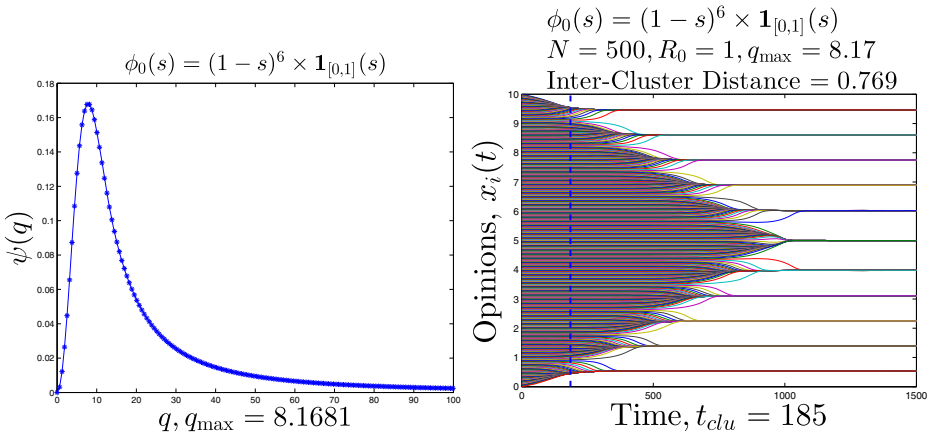 ϕ₀(s) = (1 − s)⁶ × 𝟏[0,1](s)
0.18
0.16
0.14
0.12
0.1
0.08
0.06
0.04
0.02
0
ψ(q)
0 10 20 30 40 50 60 70 80 90 100
q, qmax = 8.1681
ϕ₀(s) = (1 − s)⁶ × 𝟏[0,1](s)
N = 500, R₀ = 1, qmax = 8.17
Inter-Cluster Distance = 0.769
10
9
8
7
6
5
4
3
2
1
0
Opinions, xᵢ(t)
0 500 1000 1500
Time, tclu = 185